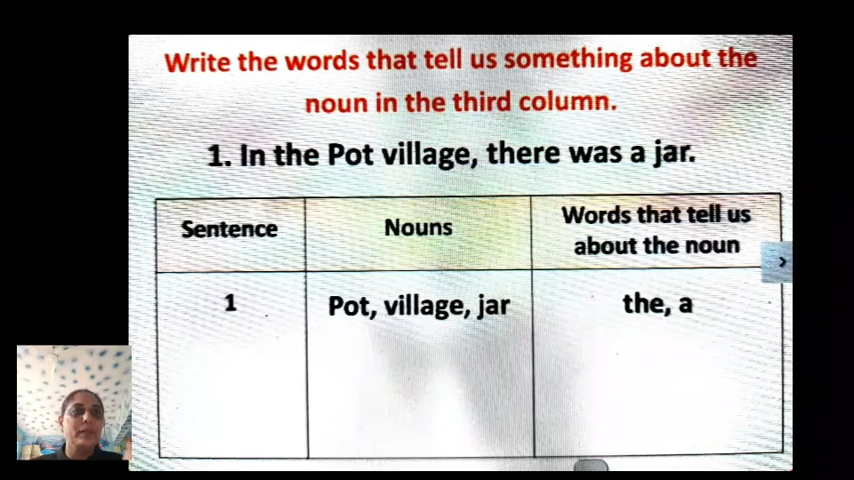 Write the words that tell us something about the
noun in the third column.
1. In the Pot village, there was a jar.
Sentence
Nouns
Words that tell us
about the noun
1
Pot, village, jar
the, a